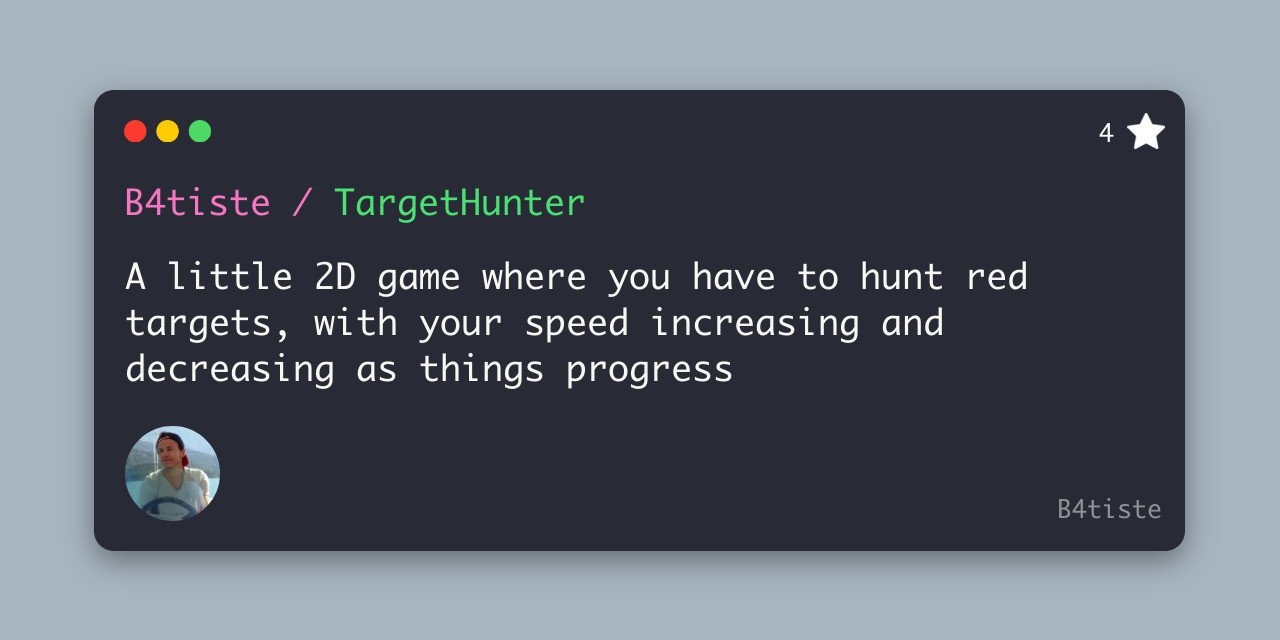 4
B4tiste / TargetHunter
A little 2D game where you have to hunt red
targets, with your speed increasing and
decreasing as things progress
B4tiste